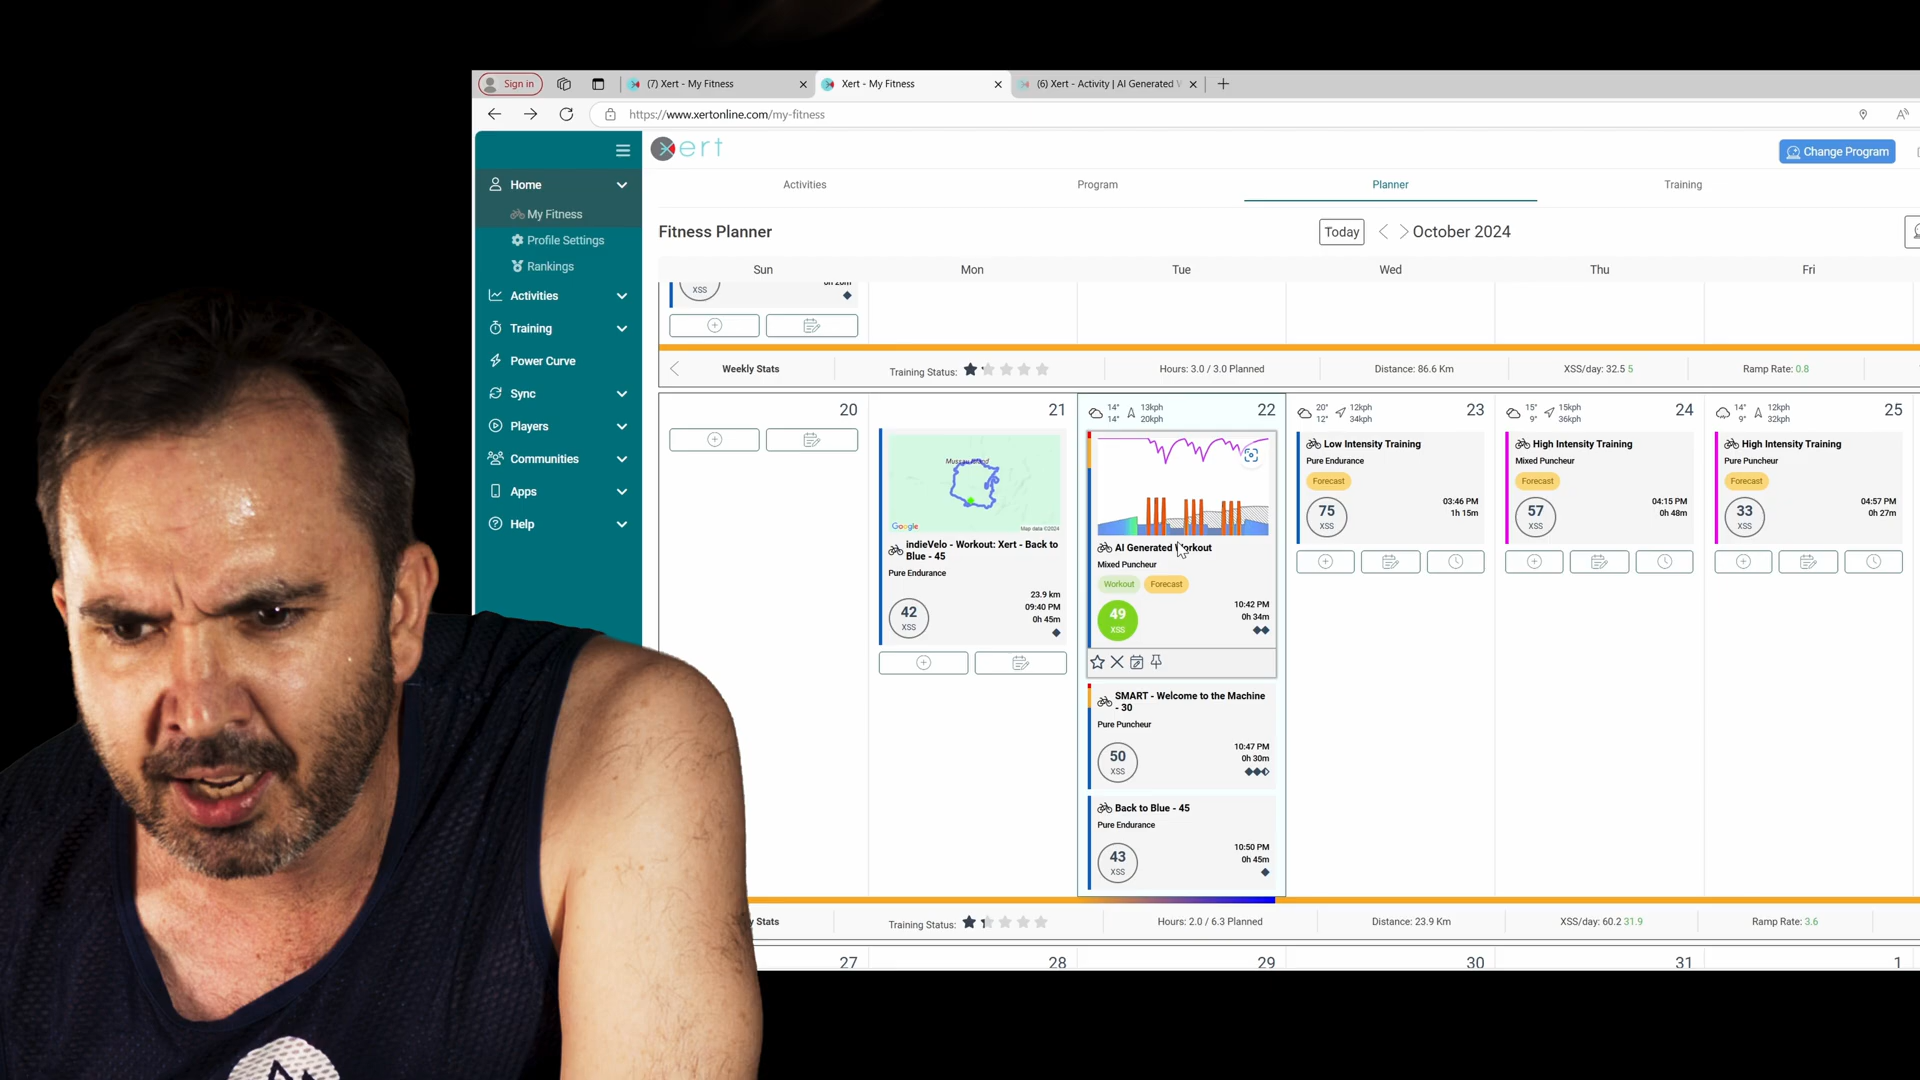 Sign in
(7) Xert - My Fitness
Xert - My Fitness
(6) Xert - Activity | AI Generated
https://www.xertonline.com/my-fitness
Home
My Fitness
Profile Settings
Rankings
Activities
Training
Power Curve
Sync
Players
Communities
Apps
Help
xert
Change Program
Activities
Program
Planner
Training
Fitness Planner
Today
October 2024
Sun
Mon
Tue
Wed
Thu
Fri
XSS
Weekly Stats
Training Status:
Hours: 3.0 / 3.0 Planned
Distance: 86.6 Km
XSS/day: 32.5 5
Ramp Rate: 0.8
20
21
Google
Map data ©2024
indieVelo - Workout: Xert - Back to
Blue - 45
Pure Endurance
42
XSS
23.9 km
09:40 PM
0h 45m
14°
14°
13kph
20kph
22
AI Generated Workout
Mixed Puncheur
Workout
Forecast
49
XSS
10:42 PM
0h 34m
SMART - Welcome to the Machine
- 30
Pure Puncheur
50
XSS
10:47 PM
0h 30m
Back to Blue - 45
Pure Endurance
43
XSS
10:50 PM
0h 45m
20°
12°
12kph
34kph
23
Low Intensity Training
Pure Endurance
Forecast
75
XSS
03:46 PM
1h 15m
15°
9°
15kph
36kph
24
High Intensity Training
Mixed Puncheur
Forecast
57
XSS
04:15 PM
0h 48m
14°
9°
12kph
32kph
25
High Intensity Training
Pure Puncheur
Forecast
33
XSS
04:57 PM
0h 27m
Stats
Training Status:
Hours: 2.0 / 6.3 Planned
Distance: 23.9 Km
XSS/day: 60.2 31.9
Ramp Rate: 3.6
27
28
29
30
31
1